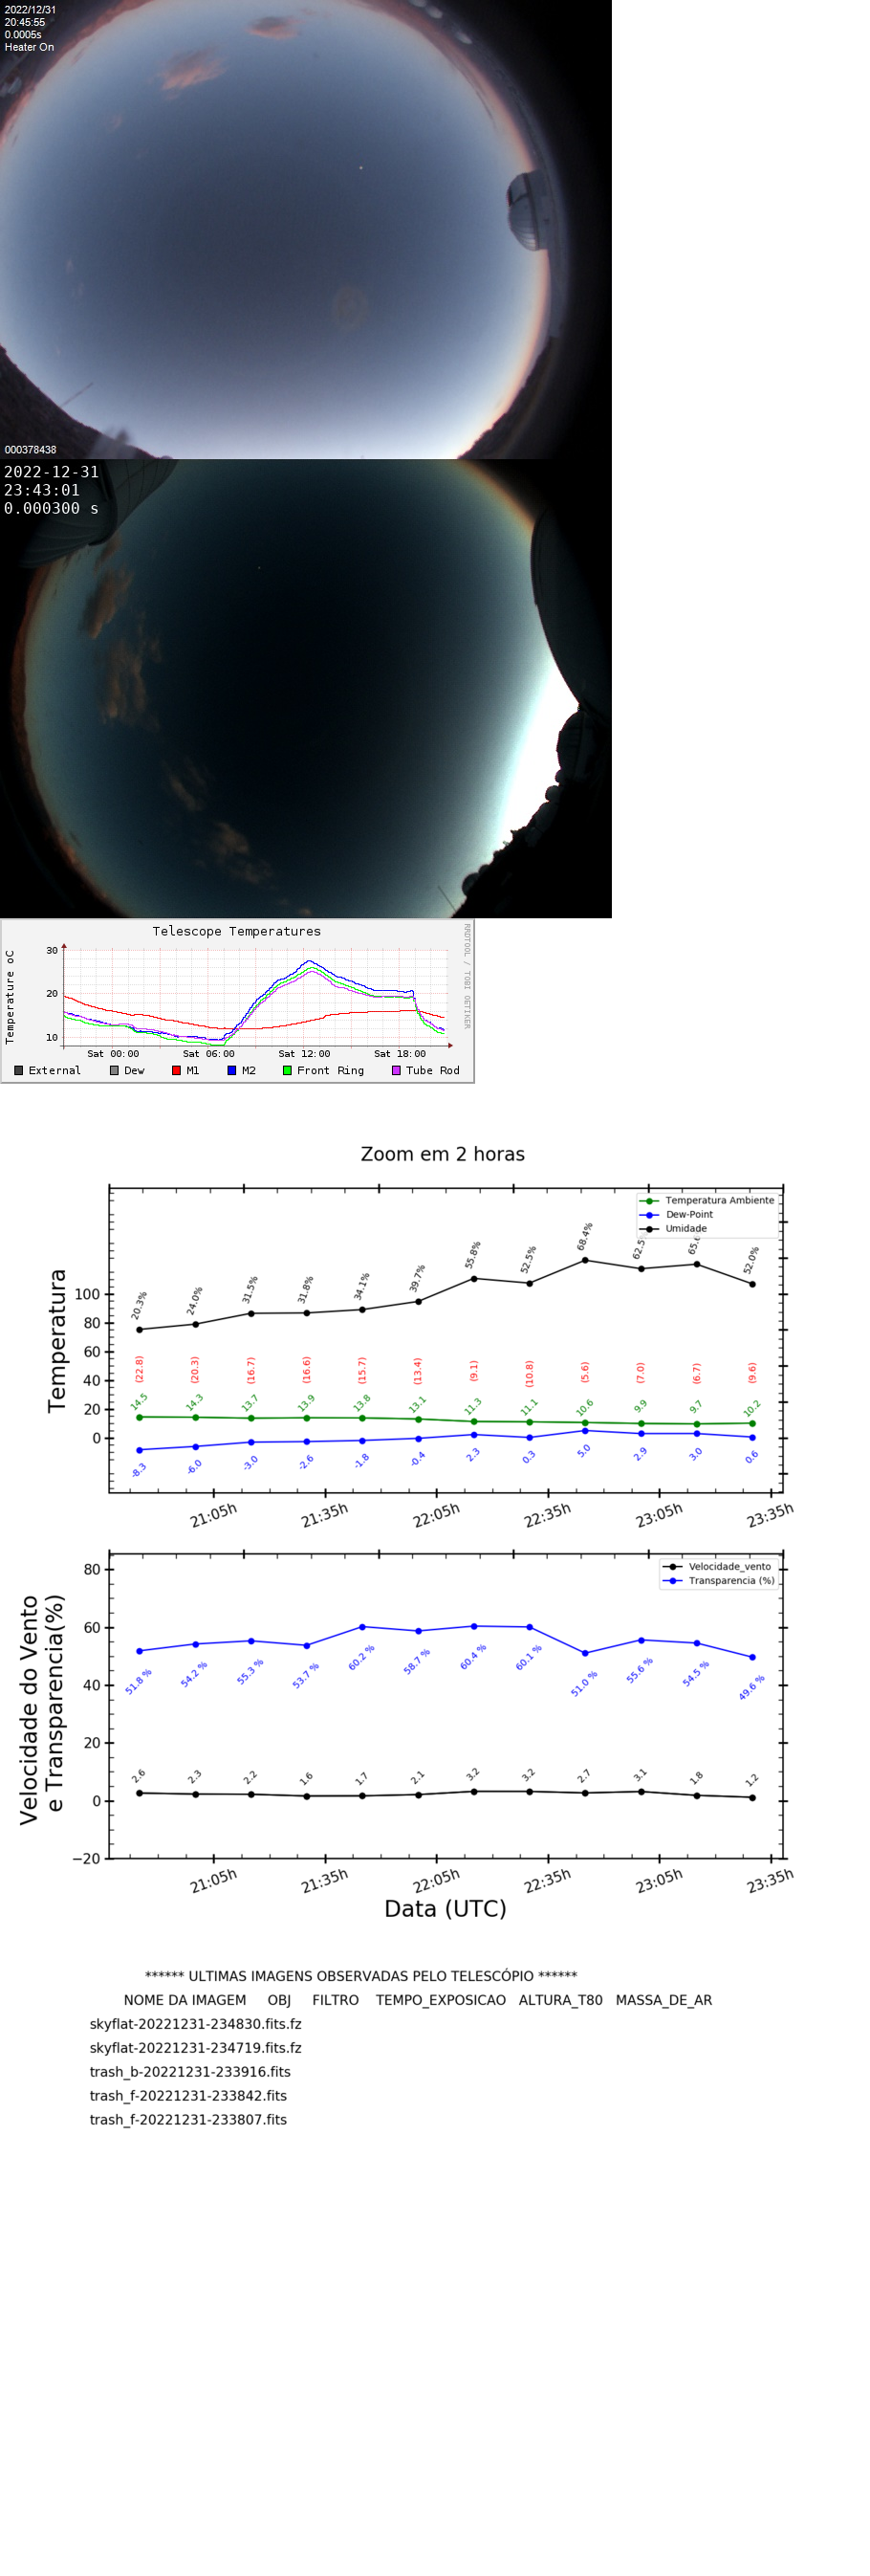 2022/12/31
20:45:55
0.0005s
Heater On
000378438
2022-12-31
23:43:01
0.000300 s
Telescope Temperatures
RRDTOOL / TOBI OETIKER
Temperature oC
30
20
10
Sat 00:00 Sat 06:00 Sat 12:00 Sat 18:00
External Dew M1 M2 Front Ring Tube Rod
Zoom em 2 horas
Temperatura Ambiente
Dew-Point
Umidade
Temperatura
100
80
60
40
20
0
20.3% 24.0% 31.5% 31.8% 34.1% 39.7% 55.8% 52.5% 68.4% 62.5 65. 52.0%
(22.8) (20.3) (16.7) (16.6) (15.7) (13.4) (9.1) (10.8) (5.6) (7.0) (6.7) (9.6)
14.5 14.3 13.7 13.9 13.8 13.1 11.3 11.1 10.6 9.9 9.7 10.2
-8.3 -6.0 -3.0 -2.6 -1.8 -0.4 2.3 0.3 5.0 2.9 3.0 0.6
21:05h 21:35h 22:05h 22:35h 23:05h 23:35h
Velocidade_vento
Transparencia (%)
Velocidade do Vento
e Transparencia(%)
80
60
40
20
0
−20
51.8 % 54.2 % 55.3 % 53.7 % 60.2 % 58.7 % 60.4 % 60.1 % 51.0 % 55.6 % 54.5 % 49.6 %
2.6 2.3 2.2 1.6 1.7 2.1 3.2 3.2 2.7 3.1 1.8 1.2
21:05h 21:35h 22:05h 22:35h 23:05h 23:35h
Data (UTC)
****** ULTIMAS IMAGENS OBSERVADAS PELO TELESCÓPIO ******
NOME DA IMAGEM OBJ FILTRO TEMPO_EXPOSICAO ALTURA_T80 MASSA_DE_AR
skyflat-20221231-234830.fits.fz
skyflat-20221231-234719.fits.fz
trash_b-20221231-233916.fits
trash_f-20221231-233842.fits
trash_f-20221231-233807.fits